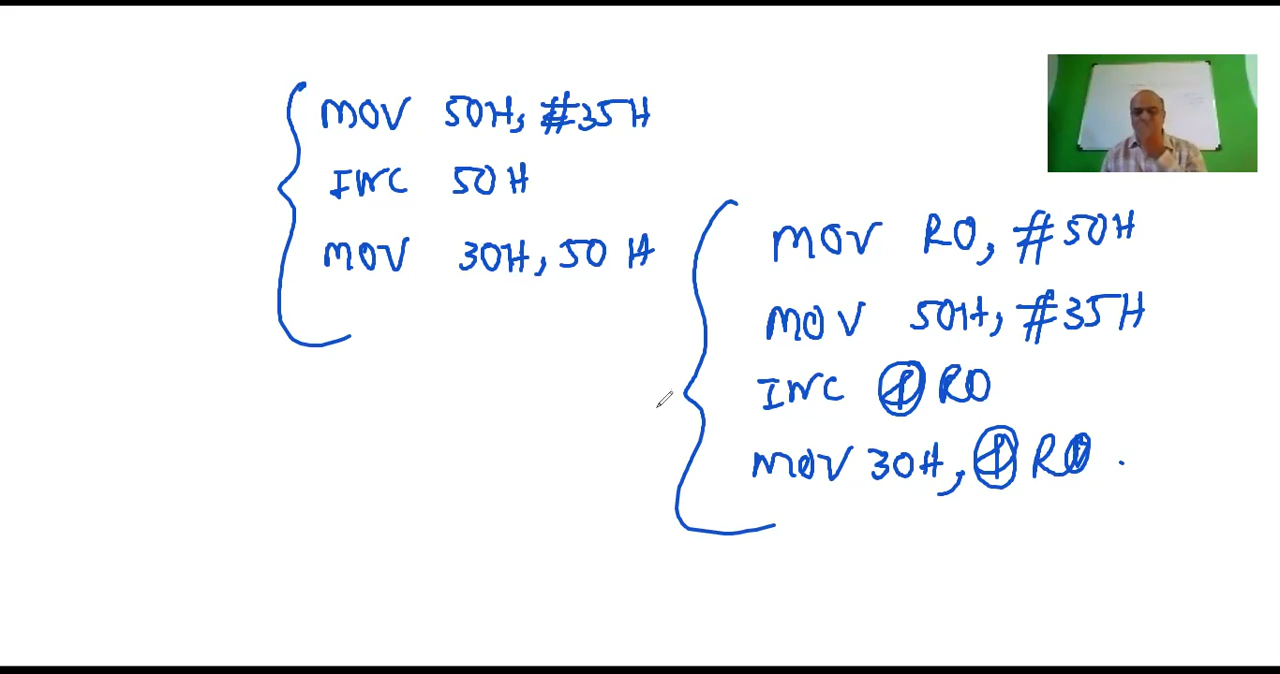 MOV 50H, #35H
INC 50H
MOV 30H, 50H
MOV R0, #50H
MOV 50H, #35H
INC @R0
MOV 30H, @R0.